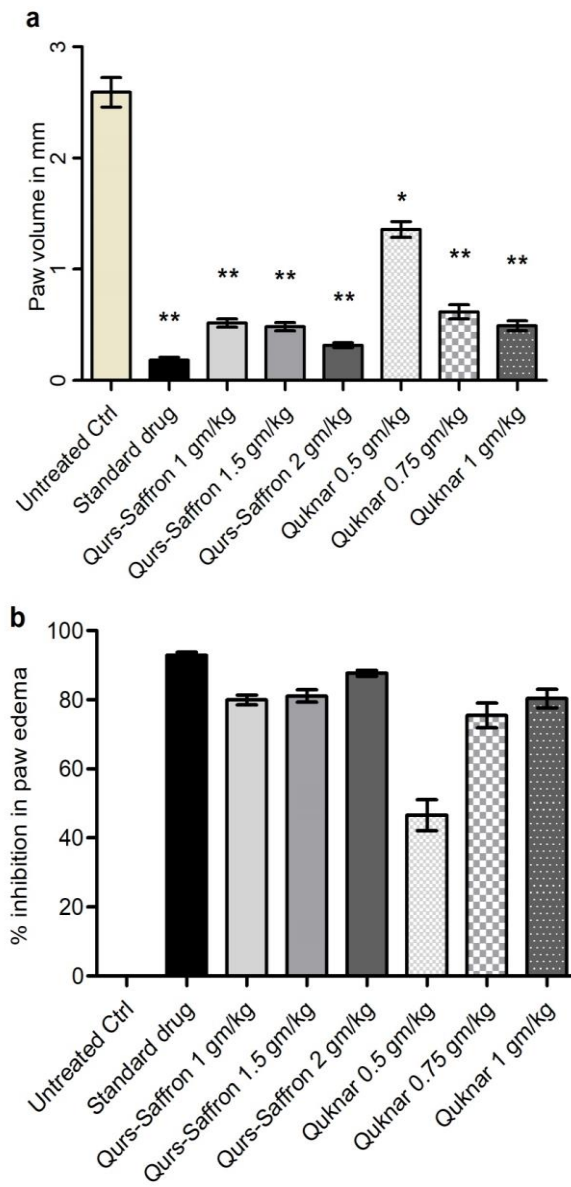 a
Paw volume in mm
3
2
1
0
**
**
**
**
*
**
**
Untreated Ctrl
Standard drug
Qurs-Saffron 1 gm/kg
Qurs-Saffron 1.5 gm/kg
Qurs-Saffron 2 gm/kg
Quknar 0.5 gm/kg
Quknar 0.75 gm/kg
Quknar 1 gm/kg
b
% inhibition in paw edema
100
80
60
40
20
0
Untreated Ctrl
Standard drug
Qurs-Saffron 1 gm/kg
Qurs-Saffron 1.5 gm/kg
Qurs-Saffron 2 gm/kg
Quknar 0.5 gm/kg
Quknar 0.75 gm/kg
Quknar 1 gm/kg